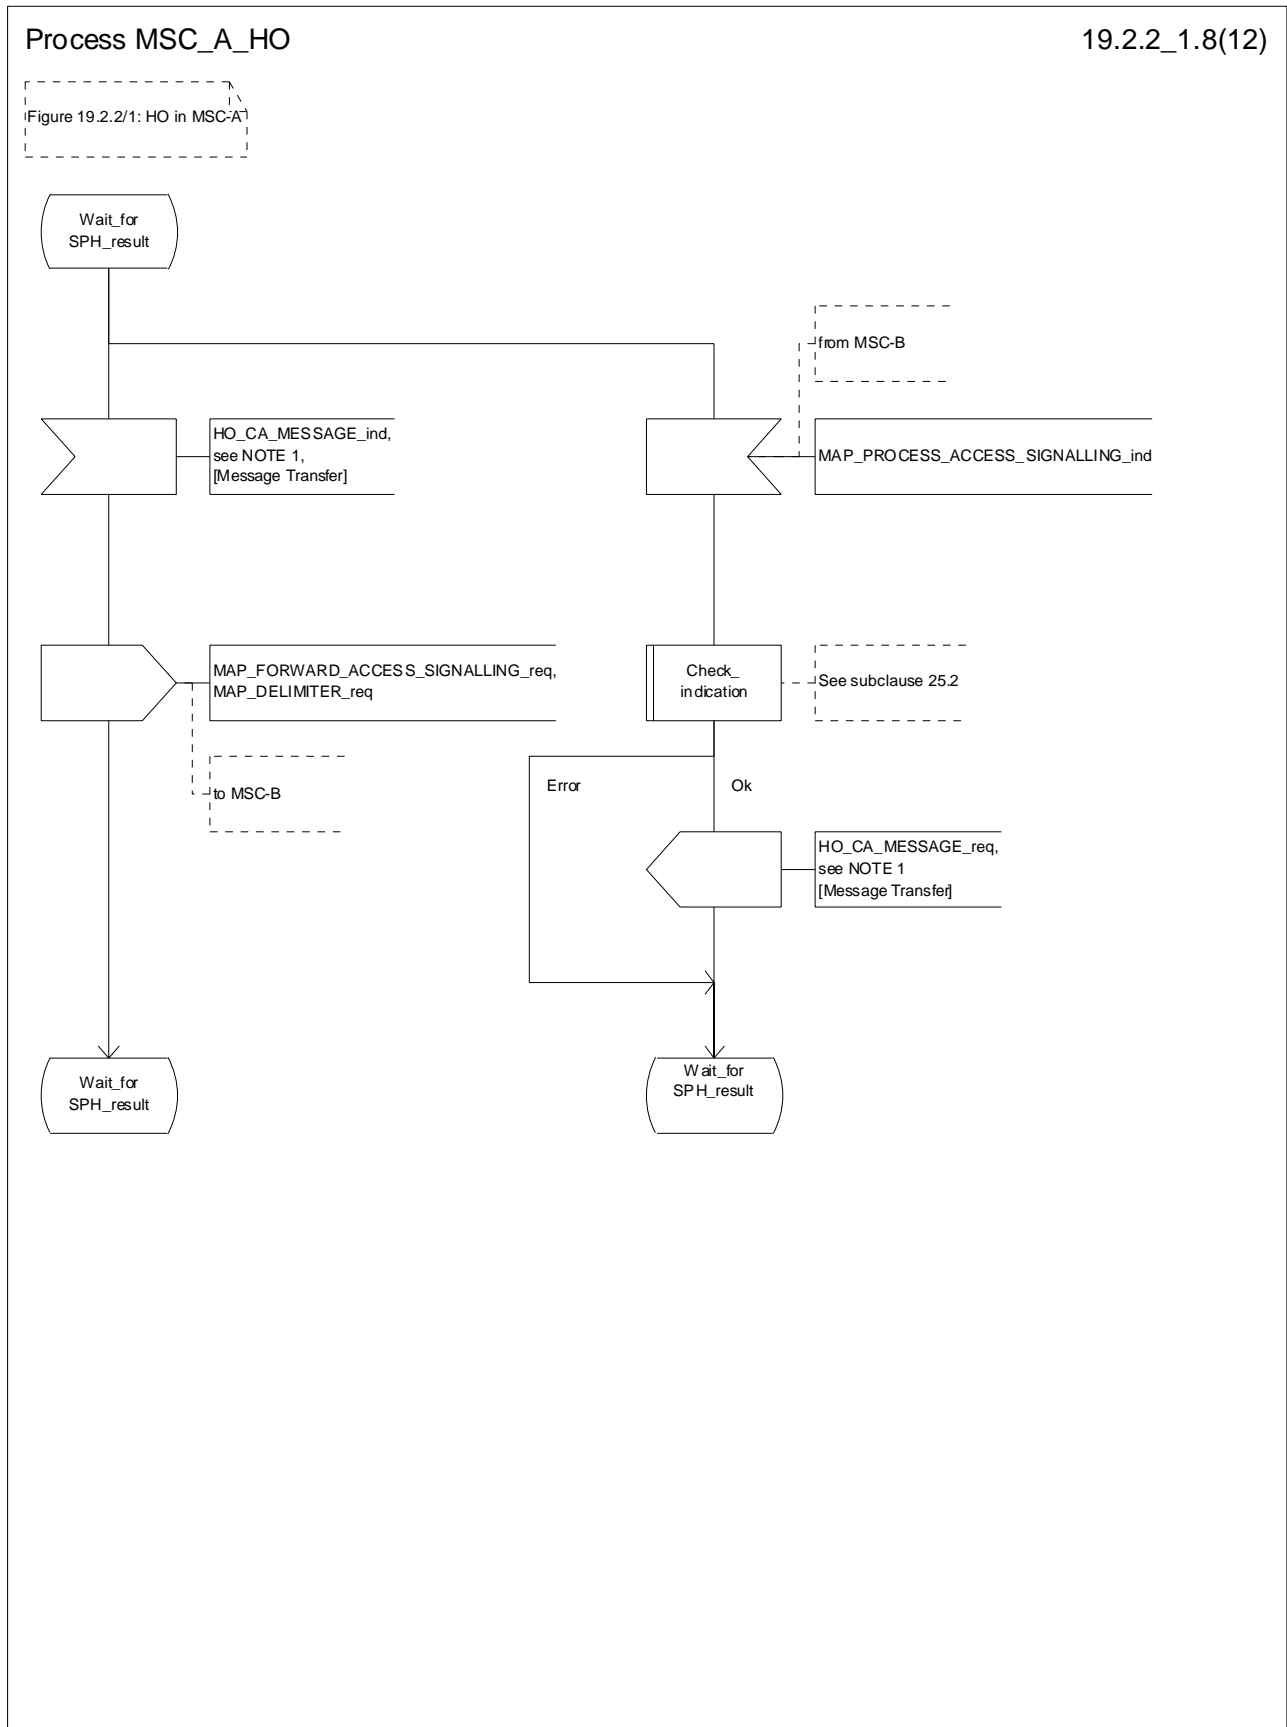 Process MSC_A_HO
19.2.2_1.8(12)
Figure 19.2.2/1: HO in MSC-A
Wait_for
SPH_result
from MSC-B
HO_CA_MESSAGE_ind,
see NOTE 1,
[Message Transfer]
MAP_PROCESS_ACCESS_SIGNALLING_ind
MAP_FORWARD_ACCESS_SIGNALLING_req,
MAP_DELIMITER_req
Check_
indication
See subclause 25.2
to MSC-B
Error
Ok
HO_CA_MESSAGE_req,
see NOTE 1
[Message Transfer]
Wait_for
SPH_result
Wait_for
SPH_result